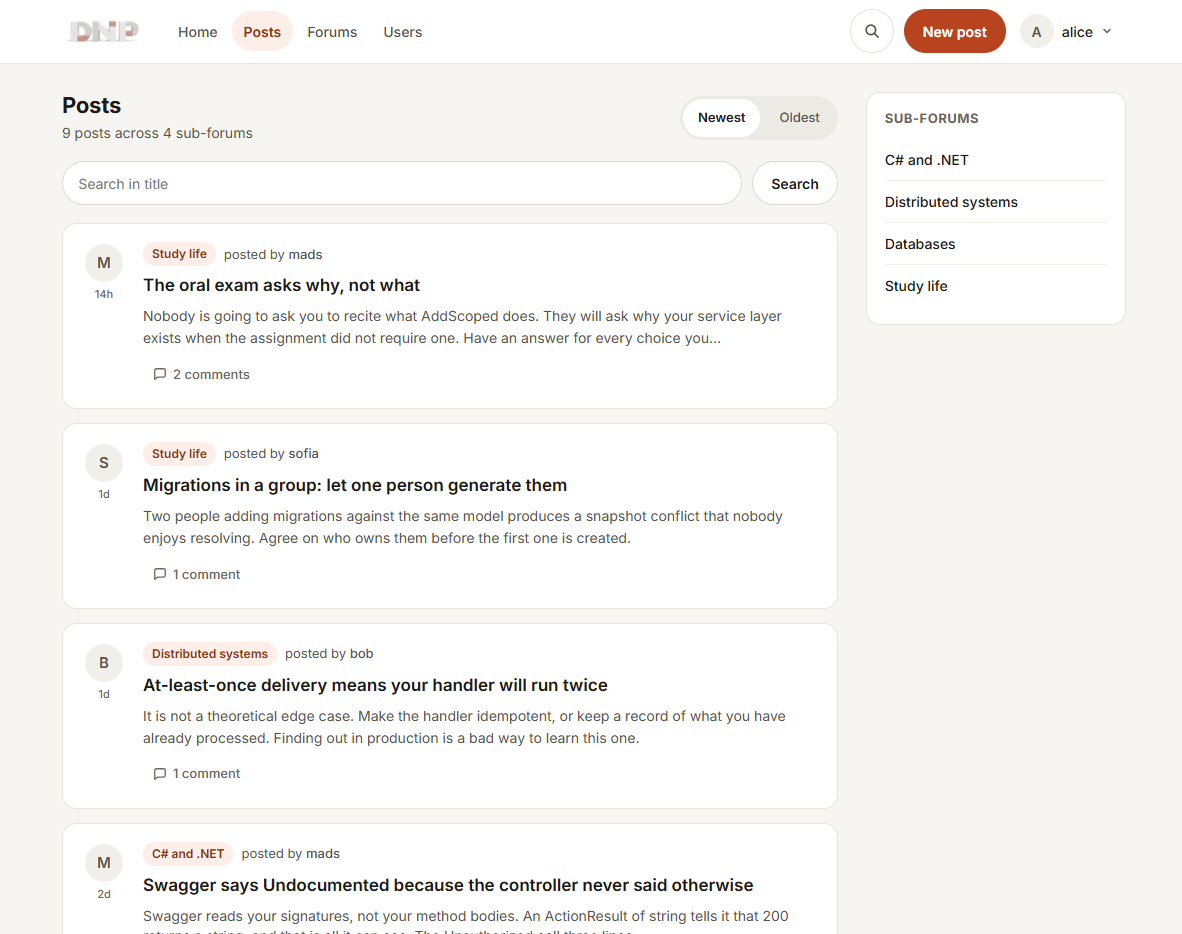 DNP
Home
Posts
Forums
Users
New post
A
alice
Posts
9 posts across 4 sub-forums
Newest
Oldest
Search in title
Search
M
14h
Study life
posted by mads
The oral exam asks why, not what
Nobody is going to ask you to recite what AddScoped does. They will ask why your service layer
exists when the assignment did not require one. Have an answer for every choice you...
2 comments
S
1d
Study life
posted by sofia
Migrations in a group: let one person generate them
Two people adding migrations against the same model produces a snapshot conflict that nobody
enjoys resolving. Agree on who owns them before the first one is created.
1 comment
B
1d
Distributed systems
posted by bob
At-least-once delivery means your handler will run twice
It is not a theoretical edge case. Make the handler idempotent, or keep a record of what you have
already processed. Finding out in production is a bad way to learn this one.
1 comment
M
2d
C# and .NET
posted by mads
Swagger says Undocumented because the controller never said otherwise
Swagger reads your signatures, not your method bodies. An ActionResult of string tells it that 200
SUB-FORUMS
C# and .NET
Distributed systems
Databases
Study life